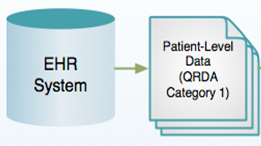 EHR
System
Patient-Level
Data
(QRDA
Category 1)